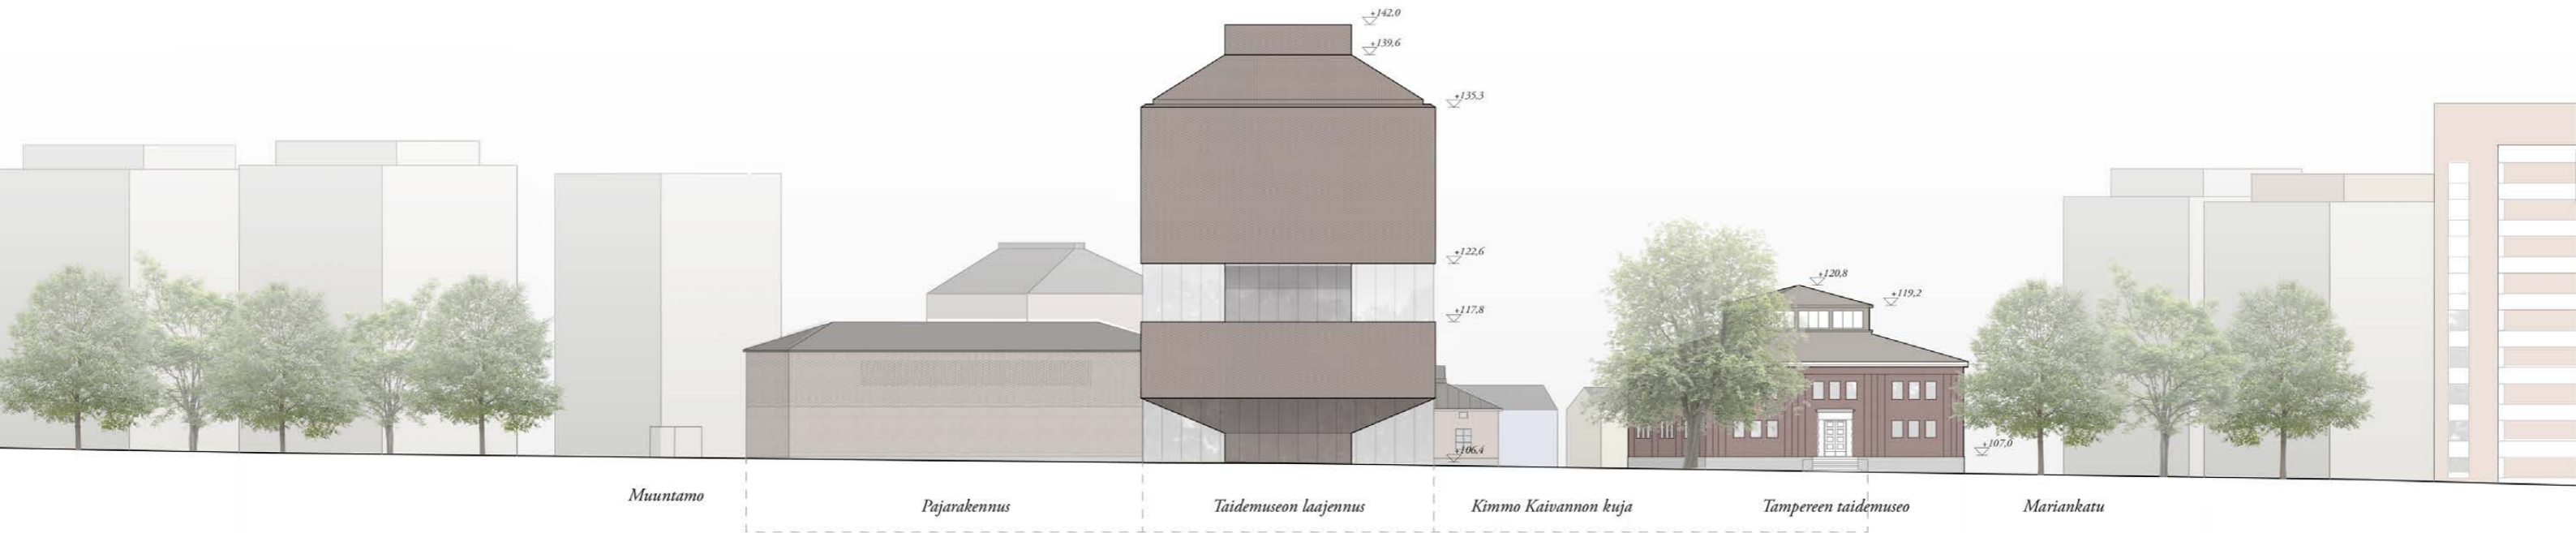 +142,0
+139,6
+135,3
+122,6
+117,8
+120,8
+119,2
+106,4
+107,0
Muuntamo
Pajarakennus
Taidemuseon laajennus
Kimmo Kaivannon kuja
Tampereen taidemuseo
Mariankatu